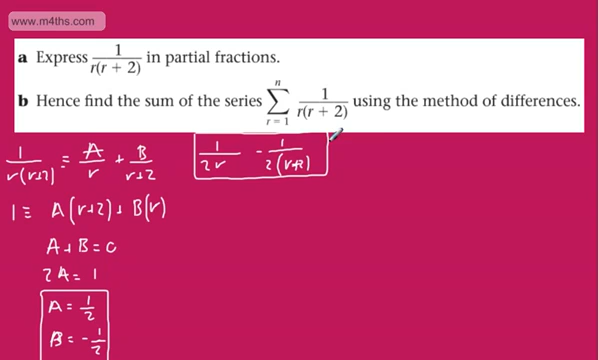 www.m4ths.com
a Express 1/(r(r + 2)) in partial fractions.
b Hence find the sum of the series ∑_{r = 1}^{n} 1/(r(r + 2)) using the method of differences.
1/(r(r+2)) ≡ A/r + B/(r+2)
1/(2r) - 1/(2(r+2))
1 ≡ A(r+2) + B(r)
A + B = 0
2A = 1
A = 1/2
B = -1/2